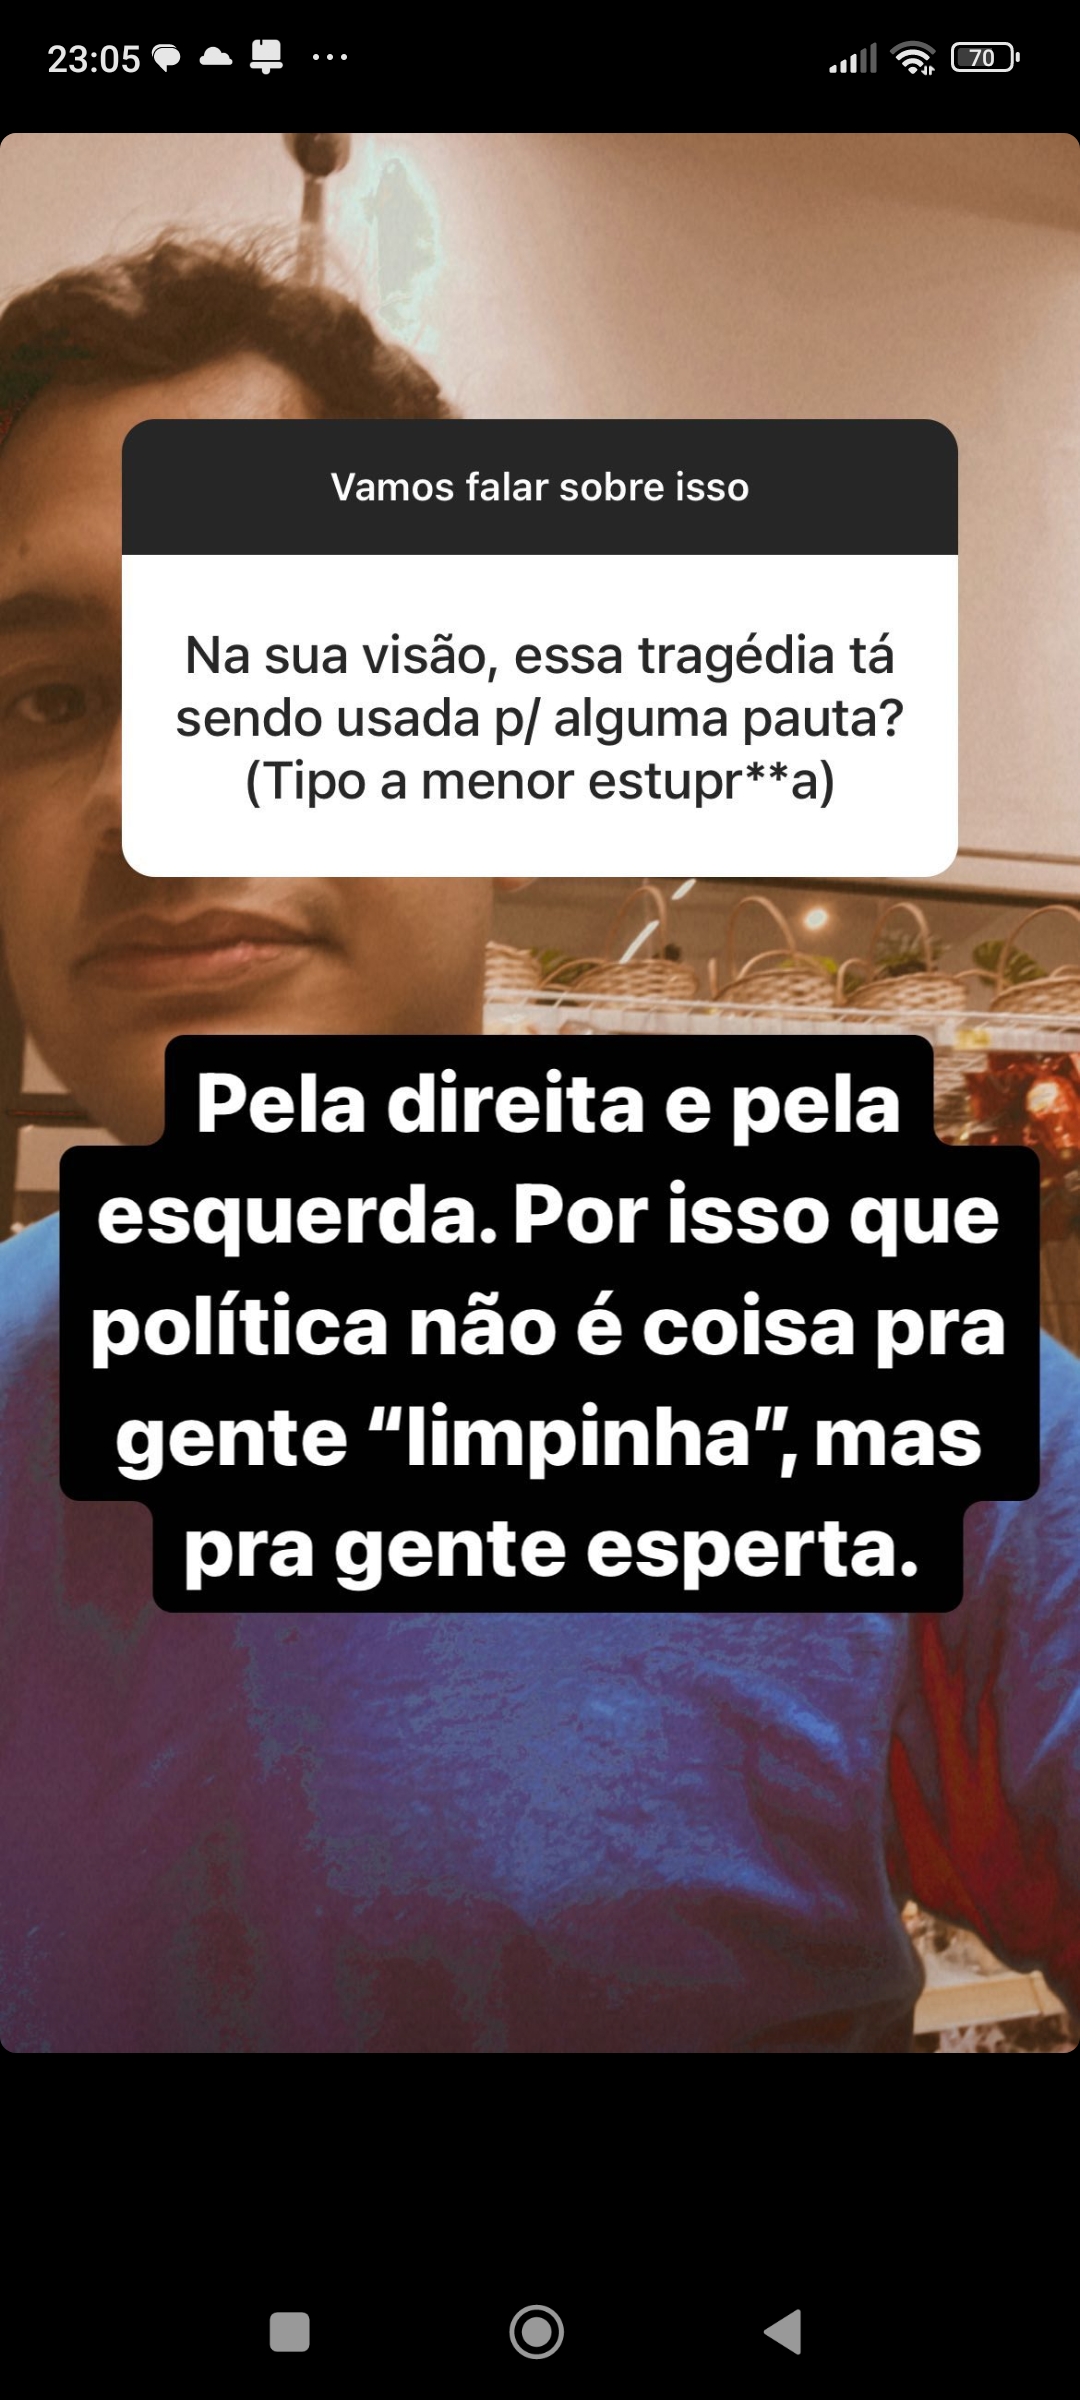 23:05
70
Vamos falar sobre isso
Na sua visão, essa tragédia tá
sendo usada p/ alguma pauta?
(Tipo a menor estupr**a)
Pela direita e pela
esquerda. Por isso que
política não é coisa pra
gente “limpinha”, mas
pra gente esperta.